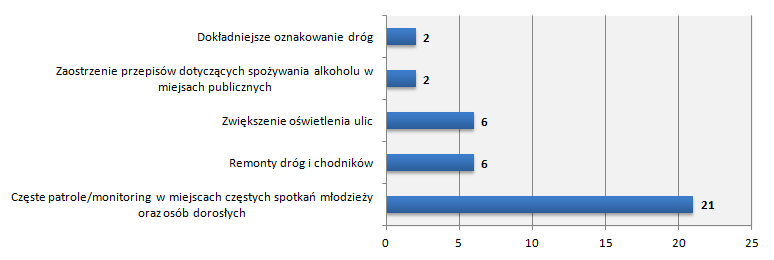 Dokładniejsze oznakowanie dróg
2
Zaostrzenie przepisów dotyczących spożywania alkoholu w
miejsach publicznych
2
Zwiększenie oświetlenia ulic
6
Remonty dróg i chodników
6
Częste patrole/monitoring w miejscach częstych spotkań młodzieży
oraz osób dorosłych
21
0 5 10 15 20 25